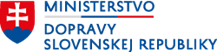 MINISTERSTVO
DOPRAVY
SLOVENSKEJ REPUBLIKY